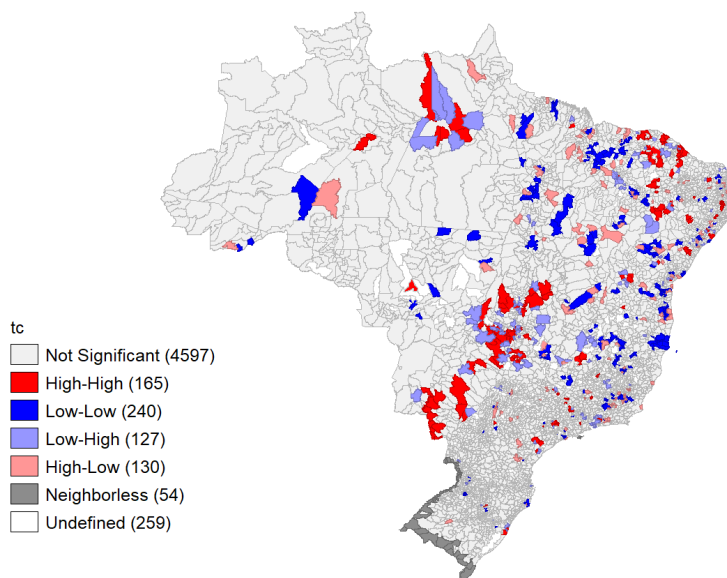 tc
Not Significant (4597)
High-High (165)
Low-Low (240)
Low-High (127)
High-Low (130)
Neighborless (54)
Undefined (259)